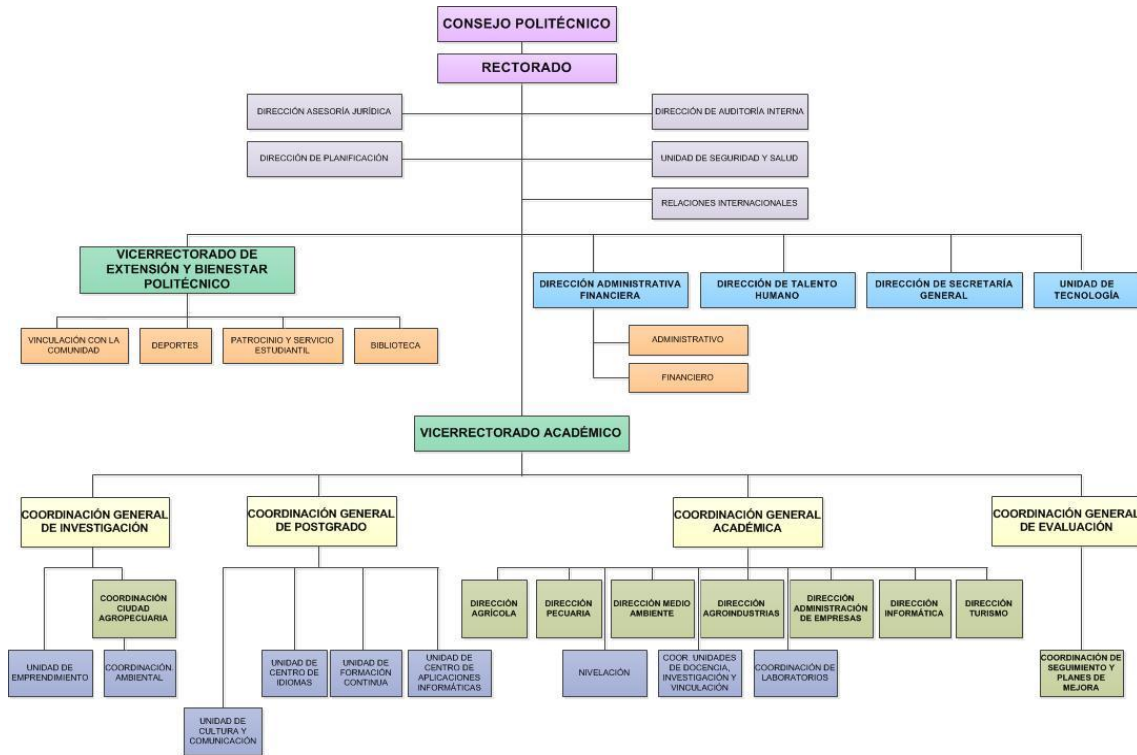 CONSEJO POLITÉCNICO
RECTORADO
DIRECCIÓN ASESORÍA JURÍDICA
DIRECCIÓN DE AUDITORÍA INTERNA
DIRECCIÓN DE PLANIFICACIÓN
UNIDAD DE SEGURIDAD Y SALUD
RELACIONES INTERNACIONALES
VICERRECTORADO DE
EXTENSIÓN Y BIENESTAR
POLITÉCNICO
DIRECCIÓN ADMINISTRATIVA
FINANCIERA
DIRECCIÓN DE TALENTO
HUMANO
DIRECCIÓN DE SECRETARÍA
GENERAL
UNIDAD DE
TECNOLOGÍA
VINCULACIÓN CON LA
COMUNIDAD
DEPORTES
PATROCINIO Y SERVICIO
ESTUDIANTIL
BIBLIOTECA
ADMINISTRATIVO
FINANCIERO
VICERRECTORADO ACADÉMICO
COORDINACIÓN GENERAL
DE INVESTIGACIÓN
COORDINACIÓN GENERAL
DE POSTGRADO
COORDINACIÓN GENERAL
ACADÉMICA
COORDINACIÓN GENERAL
DE EVALUACIÓN
COORDINACIÓN
CIUDAD
AGROPECUARIA
DIRECCIÓN
AGRÍCOLA
DIRECCIÓN
PECUARIA
DIRECCIÓN MEDIO
AMBIENTE
DIRECCIÓN
AGROINDUSTRIAS
DIRECCIÓN
ADMINISTRACIÓN
DE EMPRESAS
DIRECCIÓN
INFORMÁTICA
DIRECCIÓN
TURISMO
UNIDAD DE
EMPRENDIMIENTO
COORDINACIÓN.
AMBIENTAL
UNIDAD DE
CENTRO DE
IDIOMAS
UNIDAD DE
FORMACIÓN
CONTINUA
UNIDAD DE
CENTRO DE
APLICACIONES
INFORMÁTICAS
NIVELACIÓN
COOR. UNIDADES
DE DOCENCIA,
INVESTIGACIÓN Y
VINCULACIÓN
COORDINACIÓN DE
LABORATORIOS
COORDINACIÓN
DE SEGUIMIENTO Y
PLANES DE
MEJORA
UNIDAD DE
CULTURA Y
COMUNICACIÓN